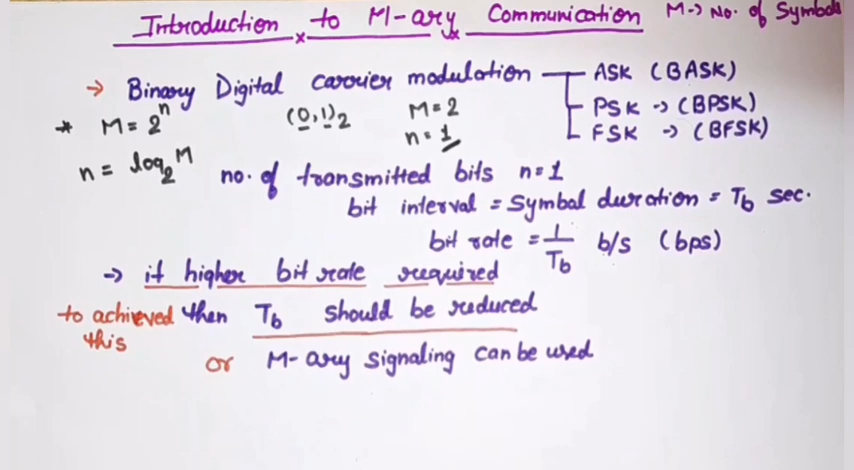 Introduction to M-ary Communication M → No. of Symbols
→ Binary Digital carrier modulation ASK (BASK)
PSK → (BPSK)
FSK → (BFSK)
* M = 2^n (0,1)₂ M = 2
n = 1
n = log₂M no. of transmitted bits n = 1
bit interval = Symbol duration = Tb sec.
bit rate = 1/Tb b/s (bps)
→ if higher bit rate required
to achieved then Tb should be reduced
this
or M-ary signaling can be used